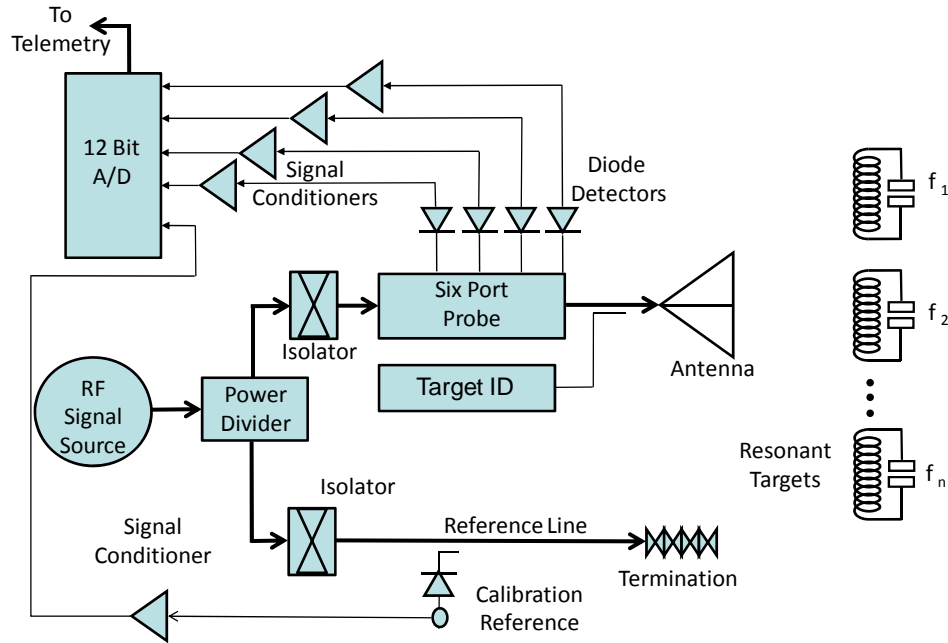 To
Telemetry
12 Bit
A/D
Signal
Conditioners
Diode
Detectors
f 1
Six Port
Probe
f 2
Isolator
Antenna
Target ID
RF
Signal
Source
Power
Divider
Resonant
Targets
f n
Isolator
Signal
Conditioner
Reference Line
Termination
Calibration
Reference